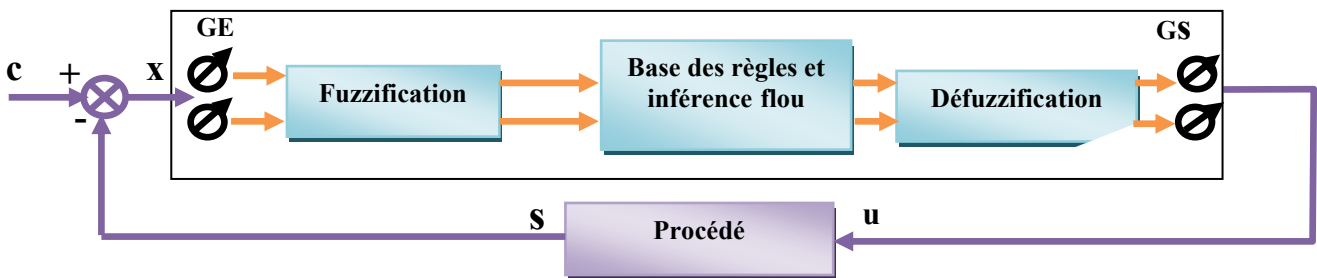 GE
GS
c
+
-
x
Fuzzification
Base des règles et
inférence flou
Défuzzification
s
Procédé
u